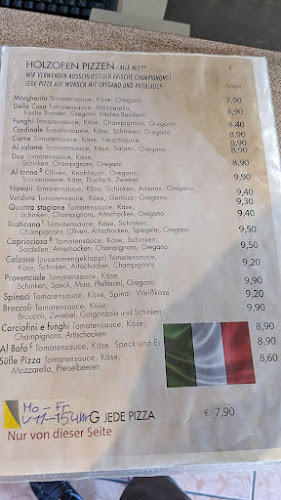 HOLZOFEN PIZZEN - ALLE MIT** €
WIR VERWENDEN AUSSCHLIESSLICH FRISCHE CHAMPIGNONS!
JEDE PIZZA AUF WUNSCH MIT OREGANO UND KNOBLAUCH
Margherita Tomatensauce, Käse, Oregano 7,90
Della Casa Tomatensauce, Mozzarella, 8,90
frische Tomaten, Oregano, frisches Basilikum
Funghi Tomatensauce, Käse, Champignons, Oregano 8,40
Cardinale Tomatensauce, Käse, Schinken, Oregano 8,90
Carne Tomatensauce, Käse, Fleischsauce
Al salame Tomatensauce, Käse, Salami, Oregano 8,90
Due Tomatensauce, Käse, 8,90
Schinken, Champignons, Oregano
Al tonno Oliven, Knoblauch, Oregano 9,90
Tomatensauce, Käse, Thunfisch, Zwiebel,
Hawaii Tomatensauce, Käse, Schinken, Ananas, Oregano 9,40
Verdure Tomatensauce, Käse, Gemüse, Oregano 9,30
Quattro stagione Tomatensauce, Käse, 9,40
Schinken, Champignons, Artischocken, Oregano
Rusticana Tomatensauce, Käse, Schinken, 9,50
Champignons, Oliven, Artischocken, Spiegelei, Oregano
Capricciosa Tomatensauce, Käse, Schinken, 9,50
Sardellen, Artischocken, Champignons, Oregano
Calzone (zusammengeklappt) Tomatensauce, 9,20
Käse, Schinken, Champignons
Provenciale Tomatensauce, Käse, 9,90
Schinken, Speck, Mais, Pfefferoni, Oregano
Spinaci Tomatensauce, Käse, Spinat, Weißkäse 9,20
Broccoli Tomatensauce, Käse, 9,90
Broccoli, Zwiebel, Gorgonzola und Schinken
Carciofini e funghi Tomatensauce, Käse, 8,90
Champignons, Artischocken
Al Bafo Tomatensauce, Käse, Speck und Ei 8,90
Süße Pizza Tomatensauce, Käse, 8,60
Mozzarella, Preiselbeeren
Mo - Fr
v 11 - 15 Uhr G JEDE PIZZA € 7,90
Nur von dieser Seite